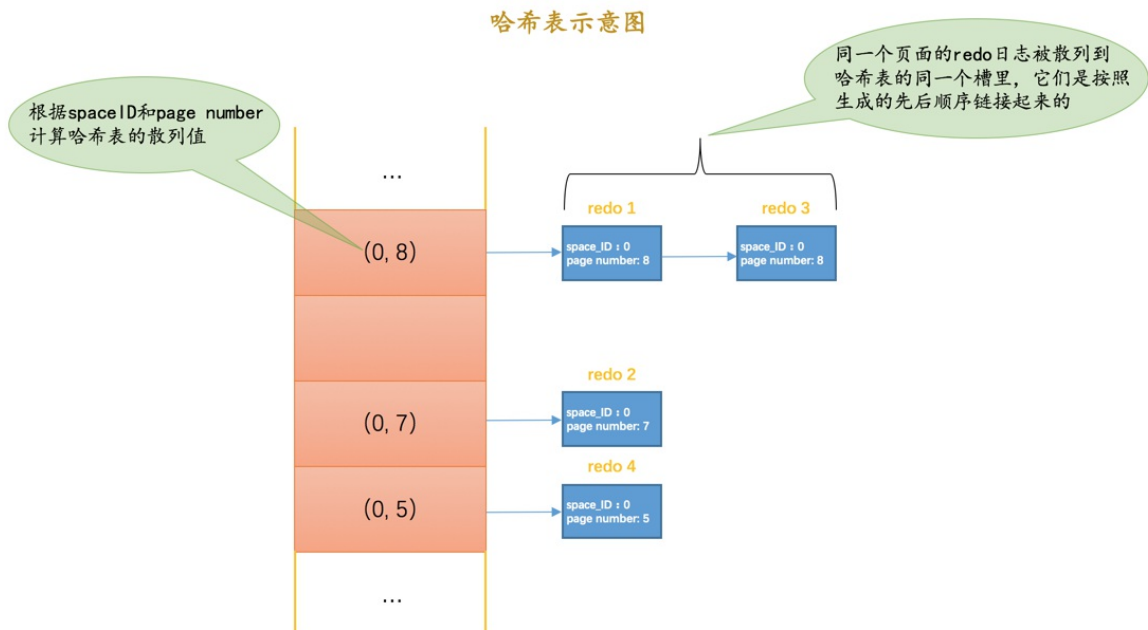 哈希表示意图
根据spaceID和page number
计算哈希表的散列值
同一个页面的redo日志被散列到
哈希表的同一个槽里，它们是按照
生成的先后顺序链接起来的
...
redo 1
redo 3
(0, 8)
space_ID：0
page number: 8
space_ID：0
page number: 8
redo 2
(0, 7)
space_ID：0
page number: 7
redo 4
(0, 5)
space_ID：0
page number: 5
...